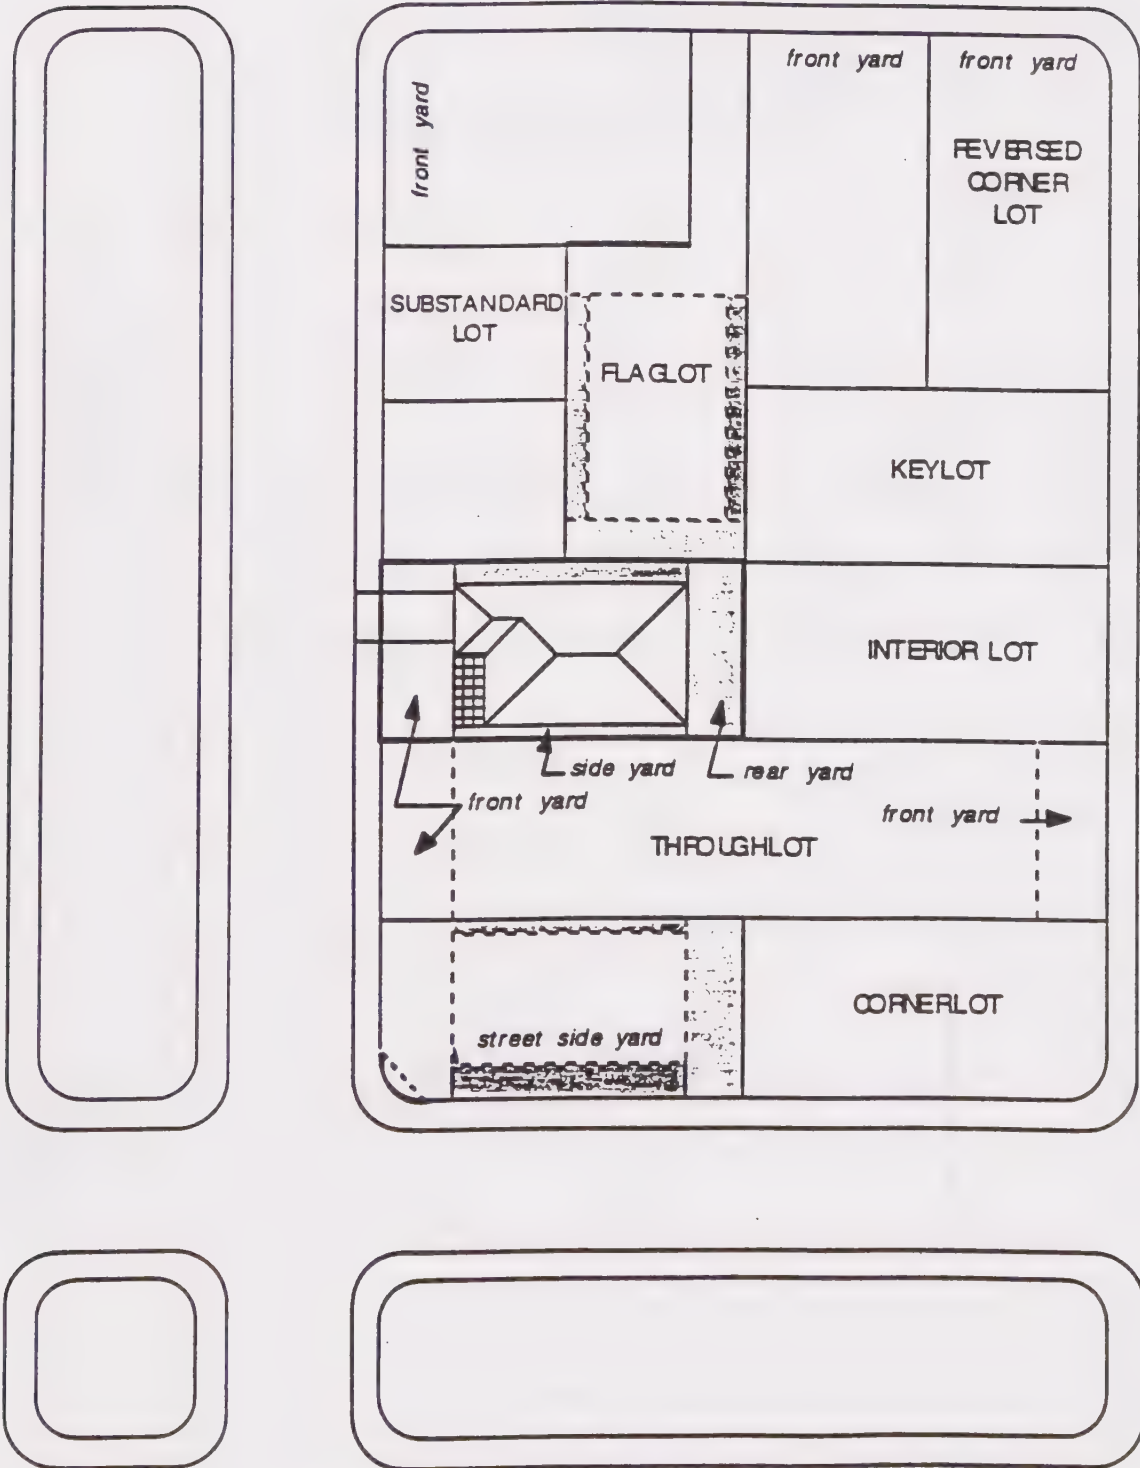 front yard
front yard
front yard
REVERSED
CORNER
LOT
SUBSTANDARD
LOT
FLAGLOT
KEYLOT
INTERIOR LOT
side yard
rear yard
front yard
front yard
THROUGHLOT
CORNERLOT
street side yard